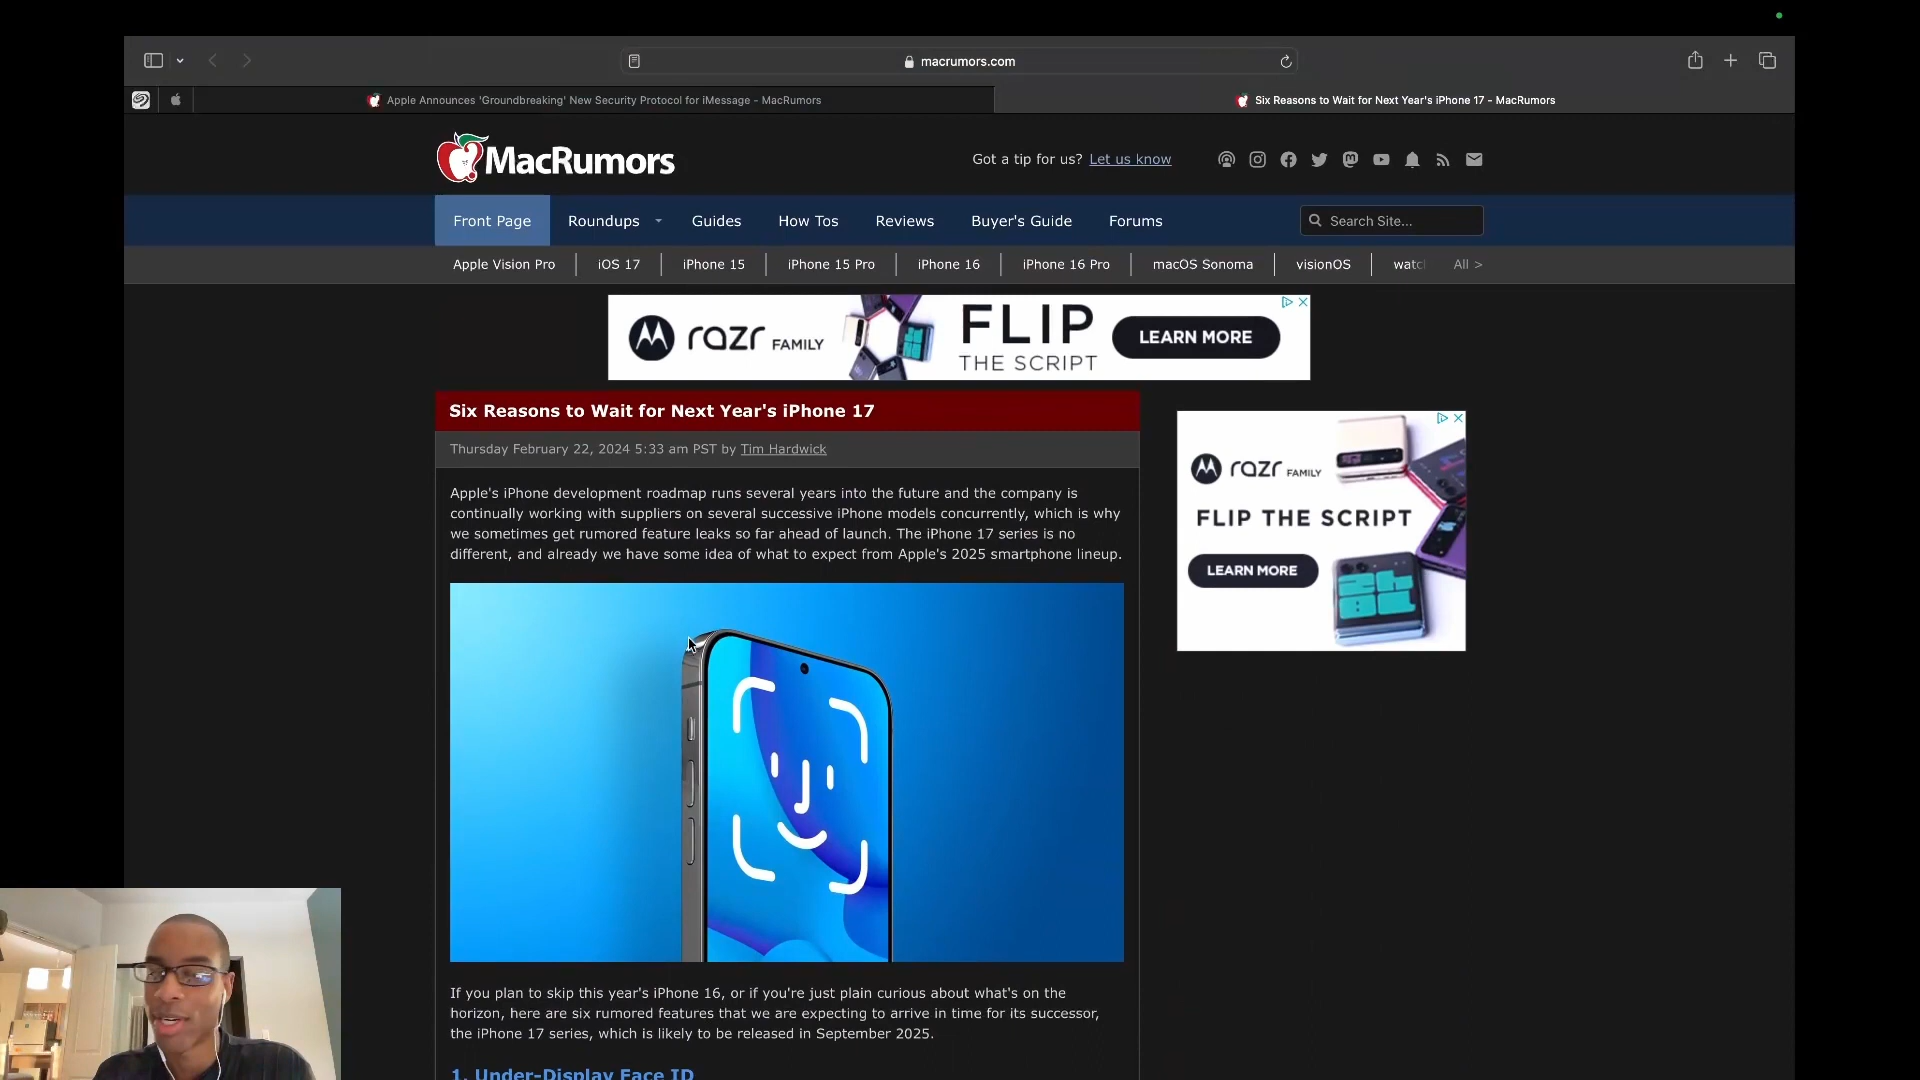 macrumors.com
Apple Announces 'Groundbreaking' New Security Protocol for iMessage - MacRumors
Six Reasons to Wait for Next Year's iPhone 17 - MacRumors
MacRumors
Got a tip for us? Let us know
Front Page Roundups Guides How Tos Reviews Buyer's Guide Forums Search Site...
Apple Vision Pro iOS 17 iPhone 15 iPhone 15 Pro iPhone 16 iPhone 16 Pro macOS Sonoma visionOS watc All >
razr FAMILY FLIP THE SCRIPT LEARN MORE
Six Reasons to Wait for Next Year's iPhone 17
Thursday February 22, 2024 5:33 am PST by Tim Hardwick
Apple's iPhone development roadmap runs several years into the future and the company is
continually working with suppliers on several successive iPhone models concurrently, which is why
we sometimes get rumored feature leaks so far ahead of launch. The iPhone 17 series is no
different, and already we have some idea of what to expect from Apple's 2025 smartphone lineup.
razr FAMILY
FLIP THE SCRIPT
LEARN MORE
If you plan to skip this year's iPhone 16, or if you're just plain curious about what's on the
horizon, here are six rumored features that we are expecting to arrive in time for its successor,
the iPhone 17 series, which is likely to be released in September 2025.
1. Under-Display Face ID